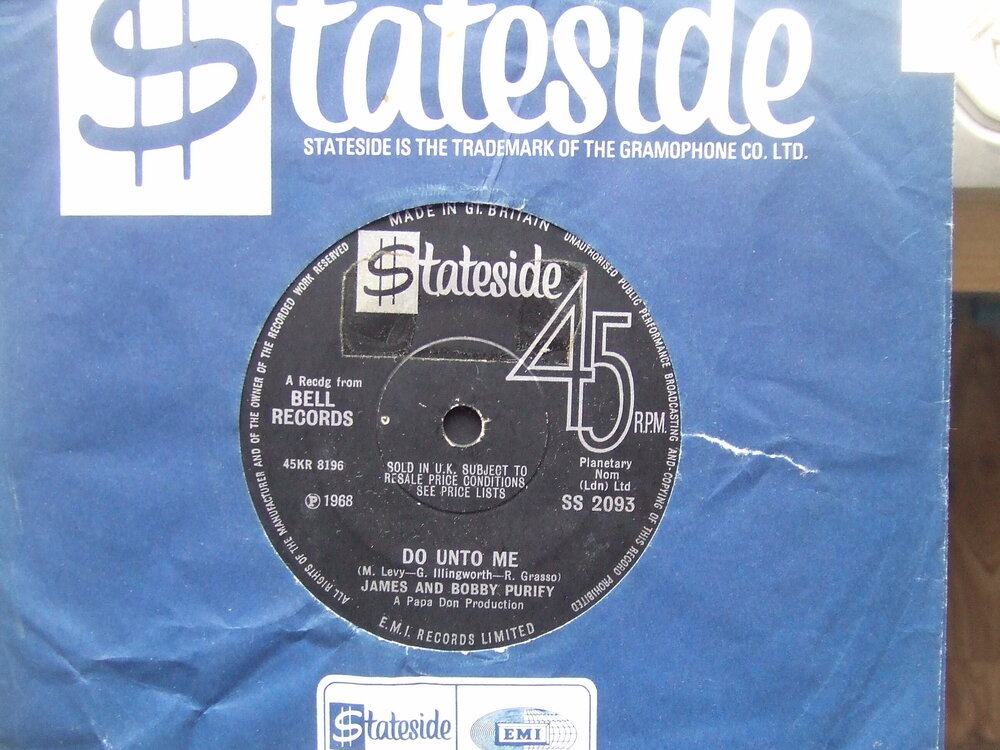 $tateside
STATESIDE IS THE TRADEMARK OF THE GRAMOPHONE CO. LTD.
MADE IN GT. BRITAIN
UNAUTHORISED PUBLIC PERFORMANCE BROADCASTING AND COPYING OF THIS RECORD PROHIBITED
ALL RIGHTS OF THE MANUFACTURER AND OF THE OWNER OF THE RECORDED WORK RESERVED
$tateside
45 RPM.
A Recdg from
BELL
RECORDS
45KR 8196
℗ 1968
SOLD IN U.K. SUBJECT TO
RESALE PRICE CONDITIONS,
SEE PRICE LISTS
Planetary
Nom
(Ldn) Ltd
SS 2093
DO UNTO ME
(M. Levy—G. Illingworth—R. Grasso)
JAMES AND BOBBY PURIFY
A Papa Don Production
E.M.I. RECORDS LIMITED
$tateside
EMI